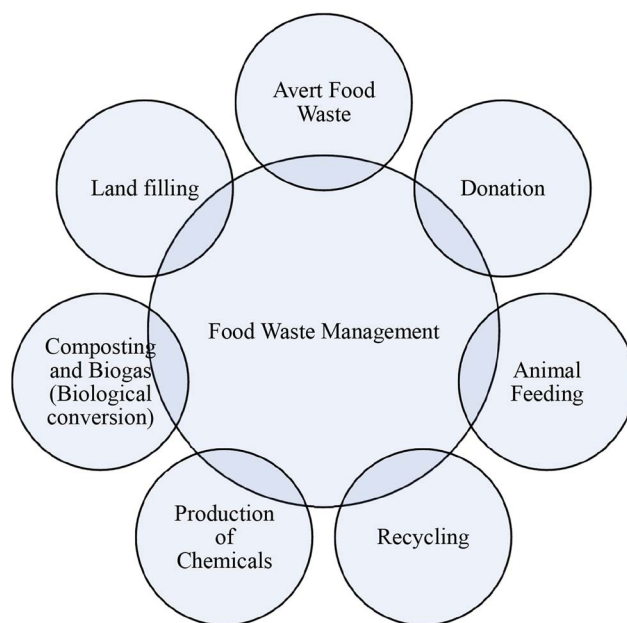 Avert Food
Waste
Donation
Animal
Feeding
Recycling
Production
of
Chemicals
Composting
and Biogas
(Biological
conversion)
Land filling
Food Waste Management